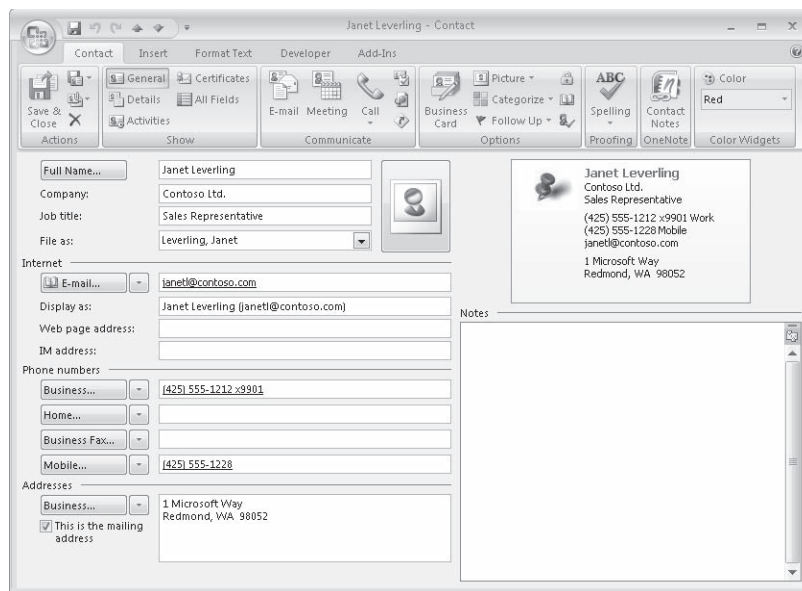 Janet Leverling - Contact
Contact Insert Format Text Developer Add-Ins
Save & Close
Actions
General Certificates
Details All Fields
Activities
Show
E-mail Meeting Call
Communicate
Business Card
Picture
Categorize
Follow Up
Options
ABC
Spelling
Proofing
Contact Notes
OneNote
Color
Red
Color Widgets
Full Name... Janet Leverling
Company: Contoso Ltd.
Job title: Sales Representative
File as: Leverling, Janet
Internet
E-mail... janetl@contoso.com
Display as: Janet Leverling (janetl@contoso.com)
Web page address:
IM address:
Phone numbers
Business... (425) 555-1212 x9901
Home...
Business Fax...
Mobile... (425) 555-1228
Addresses
Business... 1 Microsoft Way
Redmond, WA 98052
This is the mailing
address
Janet Leverling
Contoso Ltd.
Sales Representative
(425) 555-1212 x9901 Work
(425) 555-1228 Mobile
janetl@contoso.com
1 Microsoft Way
Redmond, WA 98052
Notes